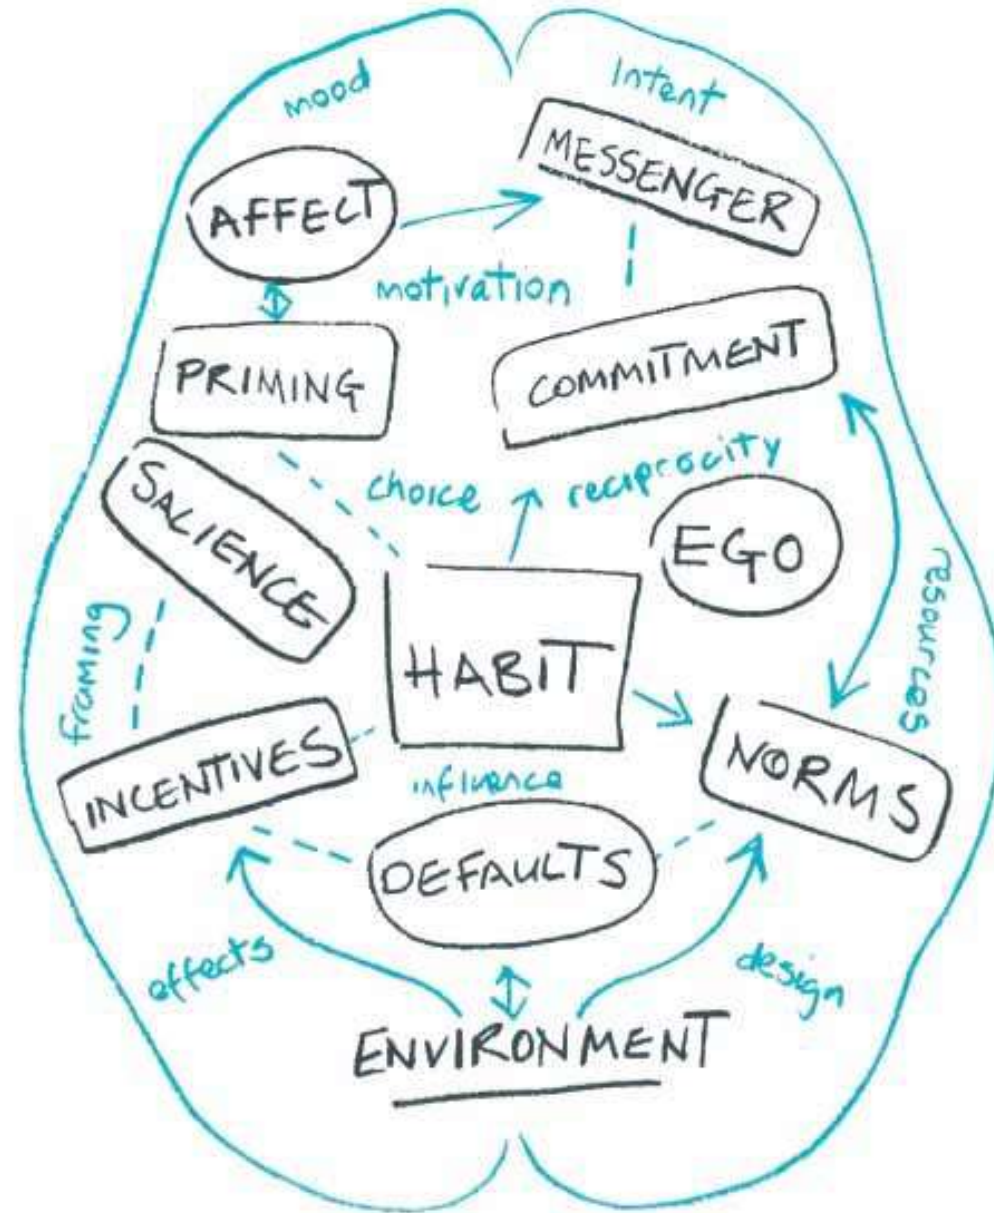 mood
Intent
MESSENGER
AFFECT
motivation
PRIMING
COMMITMENT
SALIENCE
choice
reciprocity
EGO
HABIT
framing
resources
INCENTIVES
NORMS
influence
DEFAULTS
effects
design
ENVIRONMENT